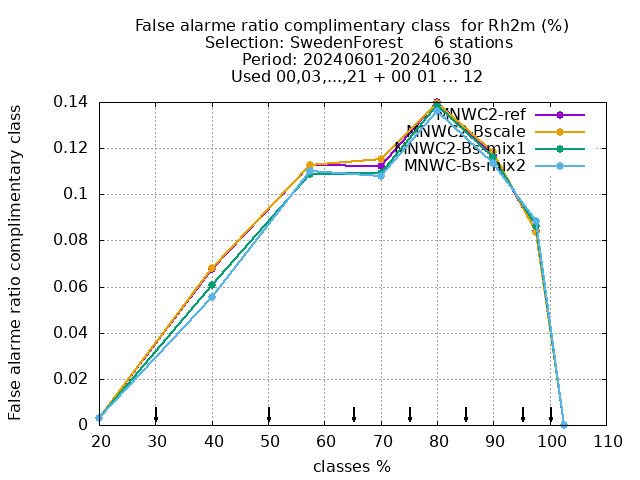 False alarme ratio complimentary class  for Rh2m (%)
Selection: SwedenForest      6 stations
Period: 20240601-20240630
Used 00,03,...,21 + 00 01 ... 12
False alarme ratio complimentary class
0.14
0.12
0.1
0.08
0.06
0.04
0.02
0
MNWC2-ref
MNWC2-Bscale
MNWC2-Bs-mix1
MNWC-Bs-mix2
20 30 40 50 60 70 80 90 100 110
classes %